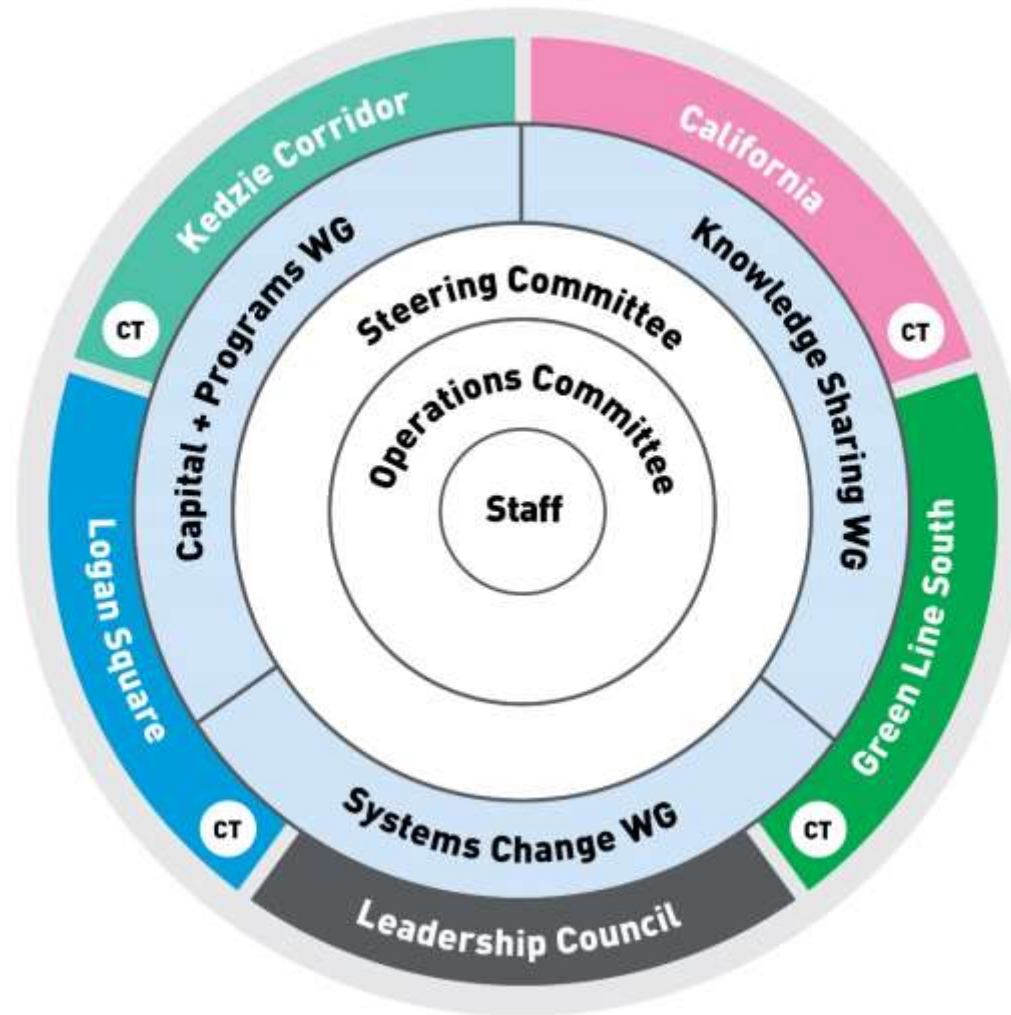 Kedzie Corridor
California
CT
CT
Capital + Programs WG
Knowledge Sharing WG
Steering Committee
Operations Committee
Staff
Logan Square
Green Line South
CT
CT
Systems Change WG
Leadership Council